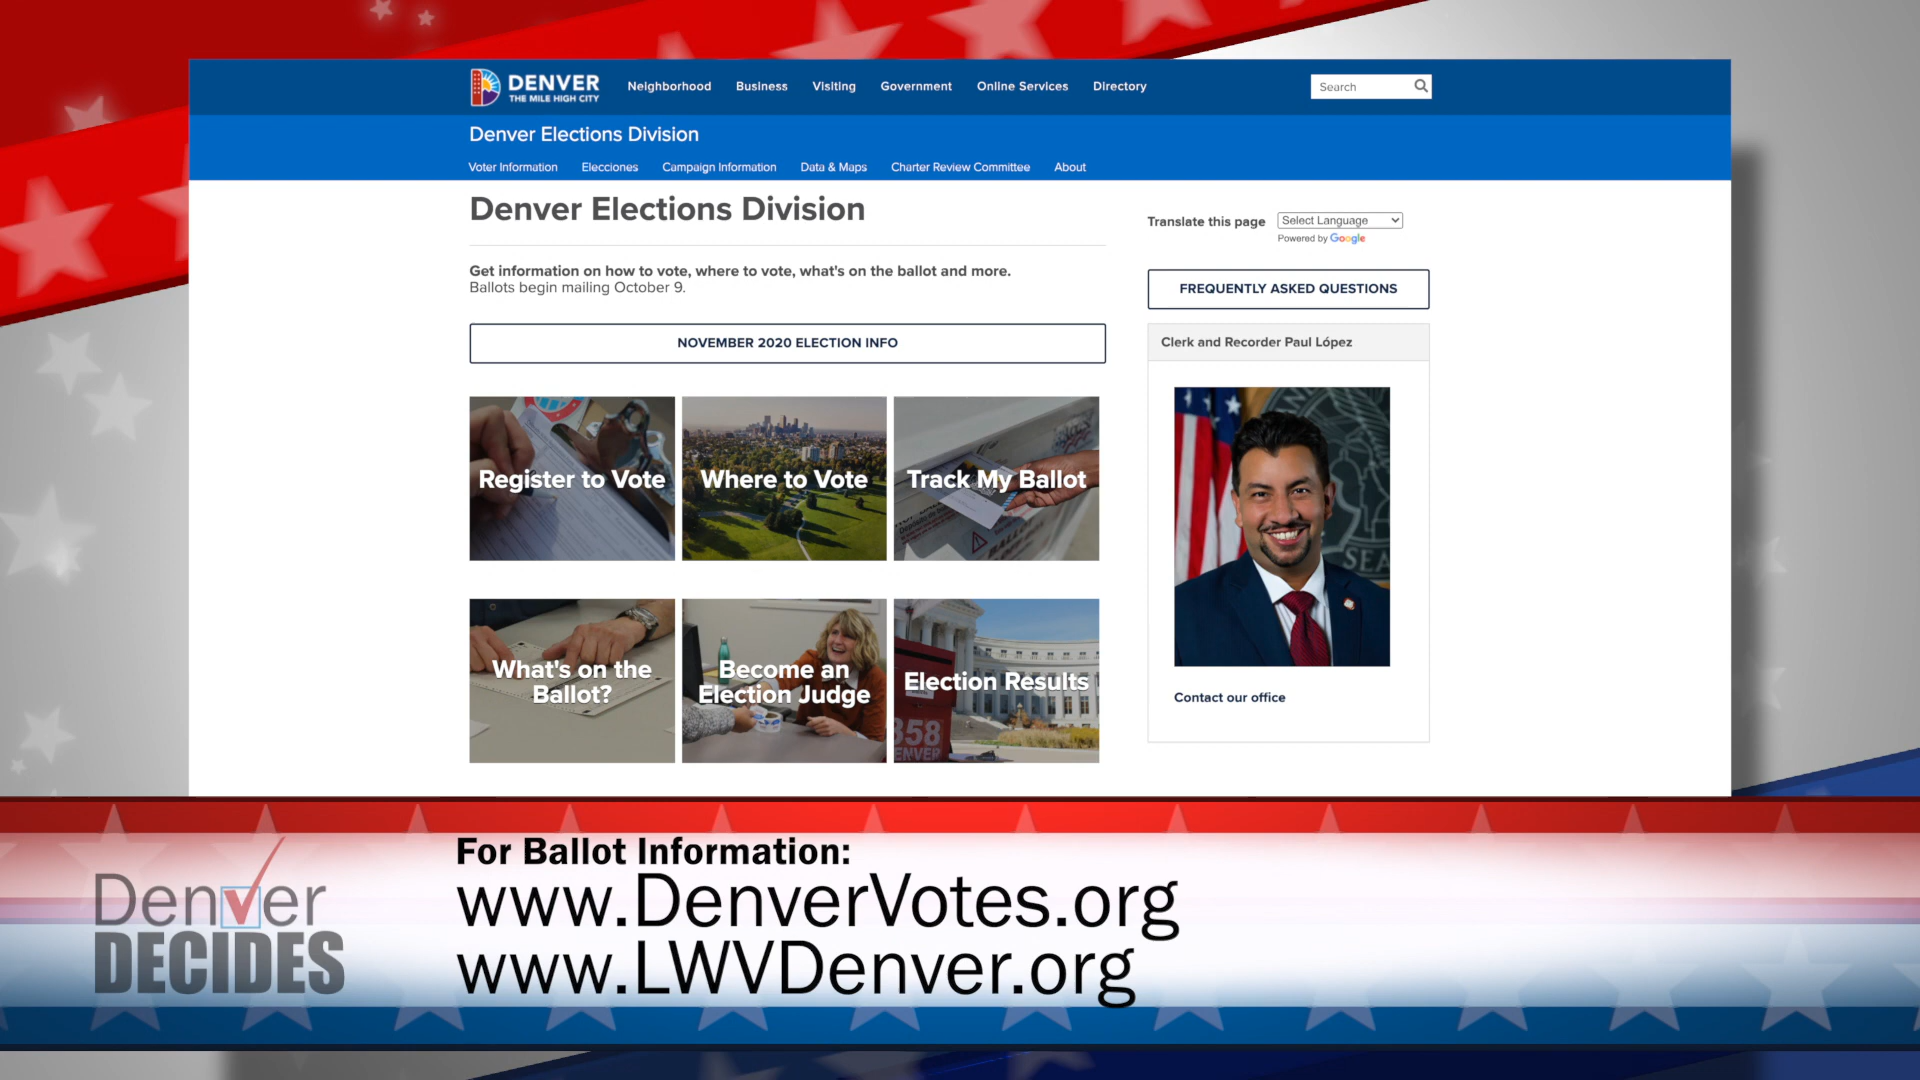 DENVER
THE MILE HIGH CITY
Neighborhood Business Visiting Government Online Services Directory
Search
Denver Elections Division
Voter Information Elecciones Campaign Information Data & Maps Charter Review Committee About
Denver Elections Division
Get information on how to vote, where to vote, what's on the ballot and more.
Ballots begin mailing October 9.
NOVEMBER 2020 ELECTION INFO
Register to Vote
Where to Vote
Track My Ballot
What's on the
Ballot?
Become an
Election Judge
Election Results
358
DENVER
Translate this page Select Language
Powered by Google
FREQUENTLY ASKED QUESTIONS
Clerk and Recorder Paul López
SEA
Contact our office
Denver
DECIDES
For Ballot Information:
www.DenverVotes.org
www.LWVDenver.org